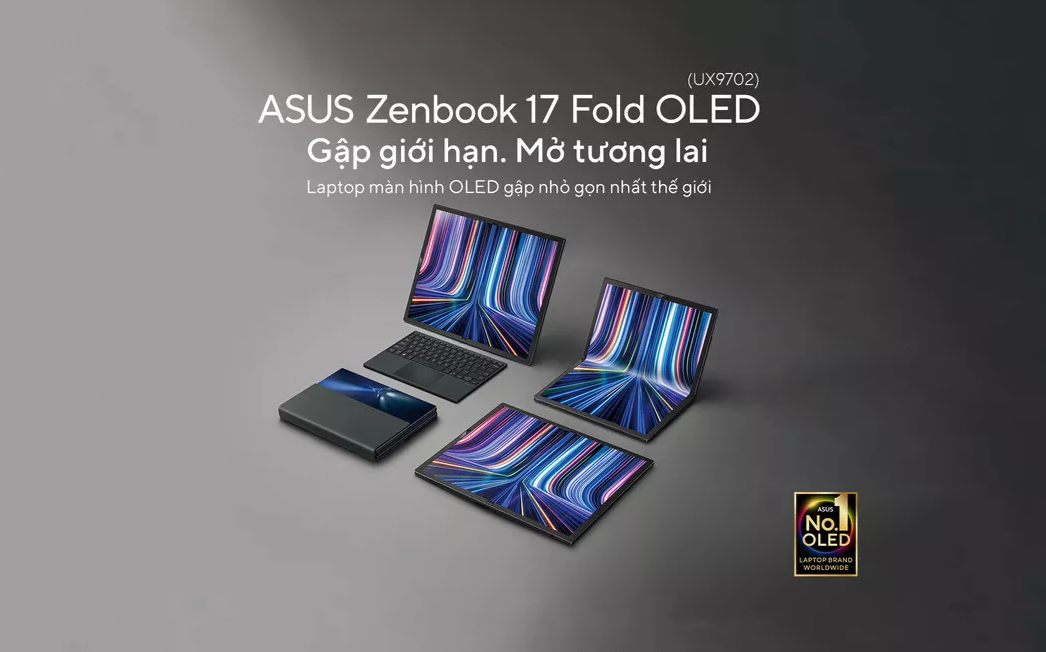 (UX9702)
ASUS Zenbook 17 Fold OLED
Gập giới hạn. Mở tương lai
Laptop màn hình OLED gập nhỏ gọn nhất thế giới
ASUS
No.1
OLED
LAPTOP BRAND
WORLDWIDE